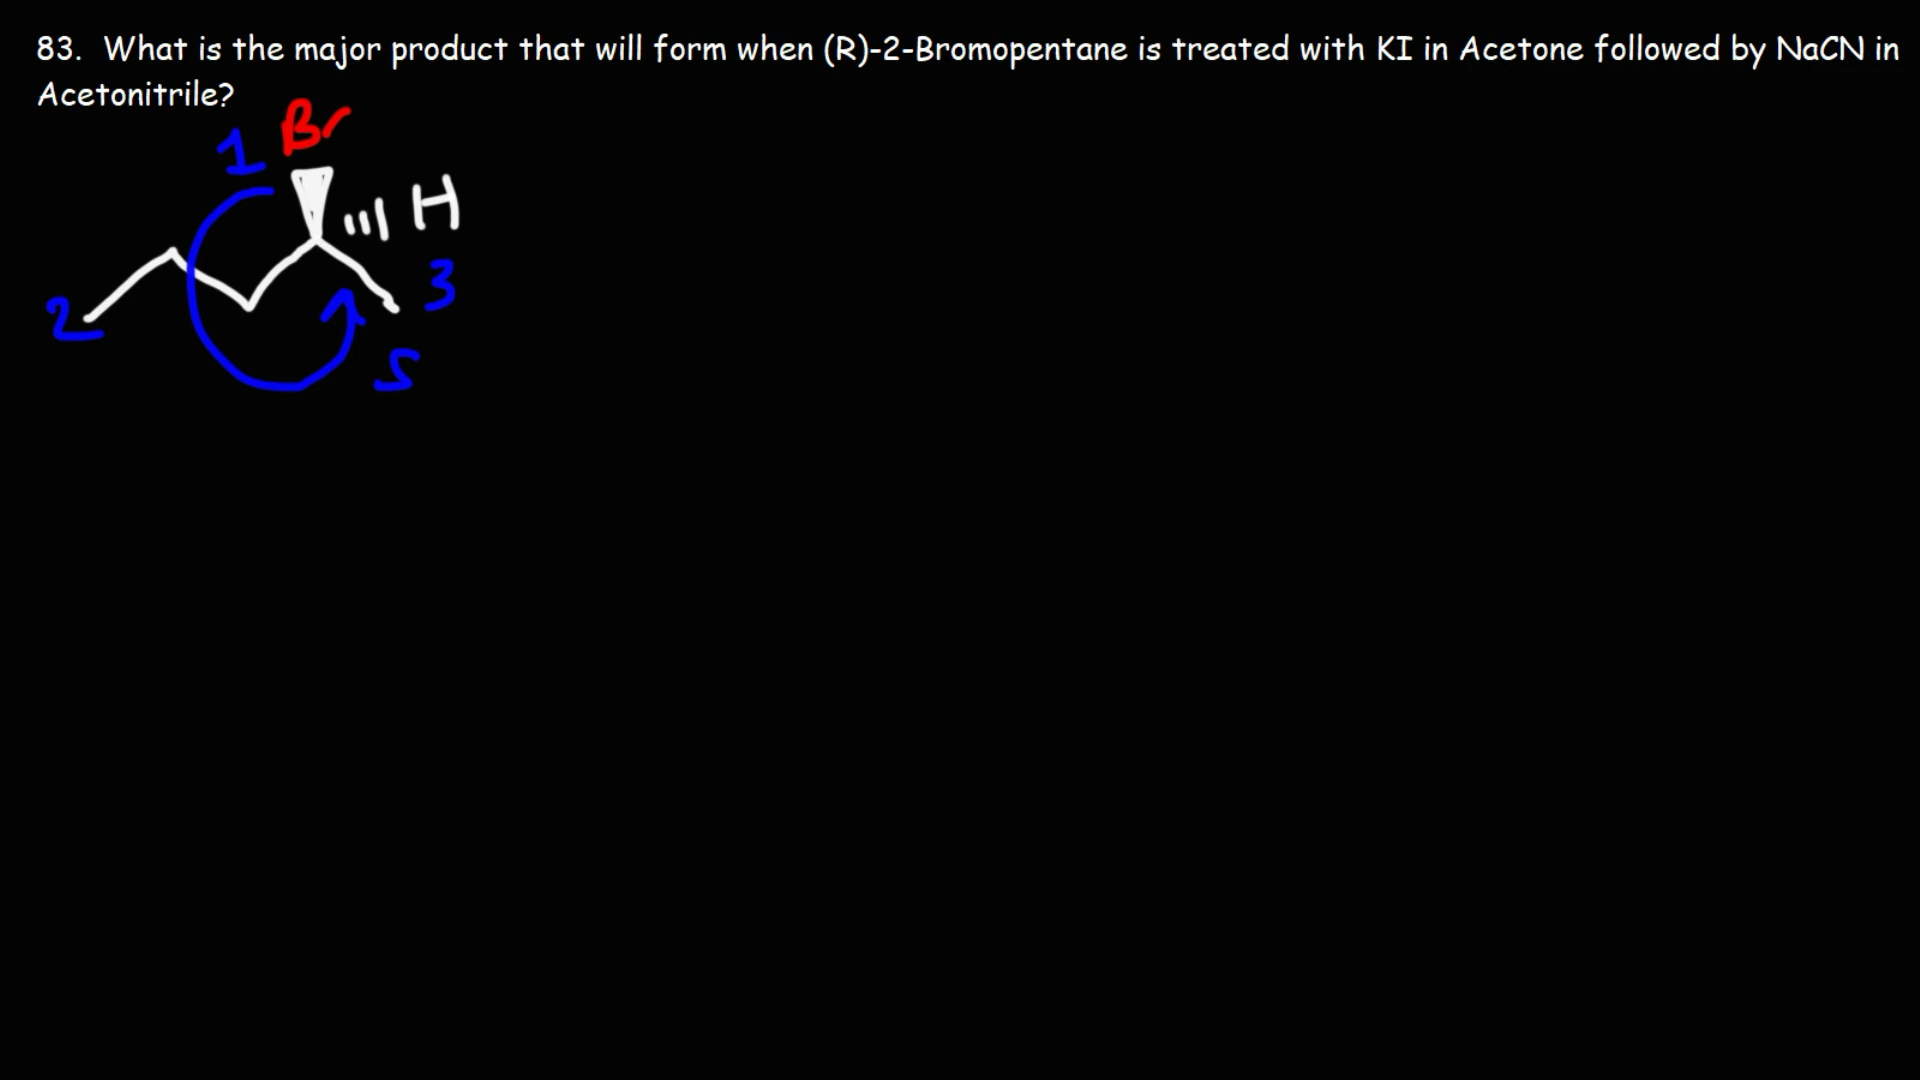 83. What is the major product that will form when (R)-2-Bromopentane is treated with KI in Acetone followed by NaCN in
Acetonitrile?
1 Br
H
2 3
S